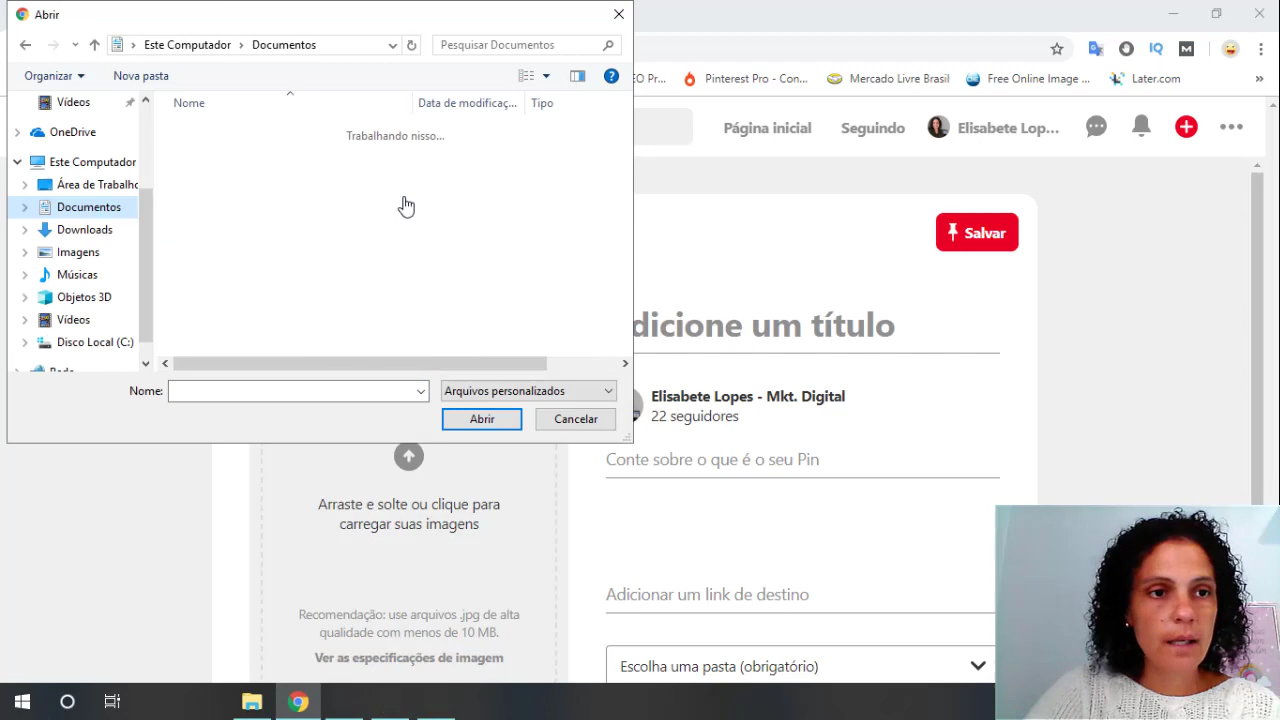 Abrir
Este Computador
Documentos
Pesquisar Documentos
Organizar
Nova pasta
Vídeos
OneDrive
Este Computador
Documentos
Downloads
Imagens
Músicas
Objetos 3D
Vídeos
Disco Local (C:)
Nome
Data de modificaç...
Tipo
Trabalhando nisso...
Nome:
Arquivos personalizados
Abrir
Cancelar
IQ
M
EO Pr...
Pinterest Pro - Con...
Mercado Livre Brasil
Free Online Image ...
Later.com
Página inicial
Seguindo
Elisabete Lop...
Salvar
dicione um título
Elisabete Lopes - Mkt. Digital
22 seguidores
Conte sobre o que é o seu Pin
Adicionar um link de destino
Escolha uma pasta (obrigatório)
Arraste e solte ou clique para
carregar suas imagens
Recomendação: use arquivos .jpg de alta
qualidade com menos de 10 MB.
Ver as especificações de imagem